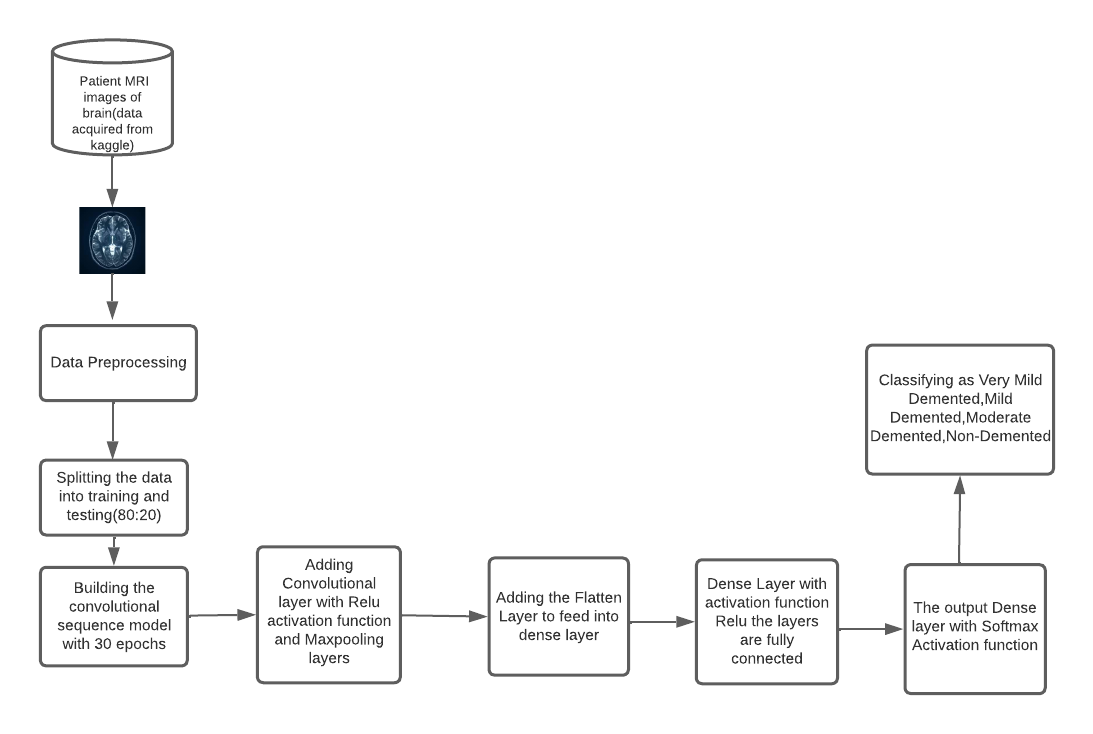 Patient MRI
images of
brain(data
acquired from
kaggle)
Data Preprocessing
Splitting the data
into training and
testing(80:20)
Building the
convolutional
sequence model
with 30 epochs
Adding
Convolutional
layer with Relu
activation function
and Maxpooling
layers
Adding the Flatten
Layer to feed into
dense layer
Dense Layer with
activation function
Relu the layers
are fully
connected
The output Dense
layer with Softmax
Activation function
Classifying as Very Mild
Demented,Mild
Demented,Moderate
Demented,Non-Demented